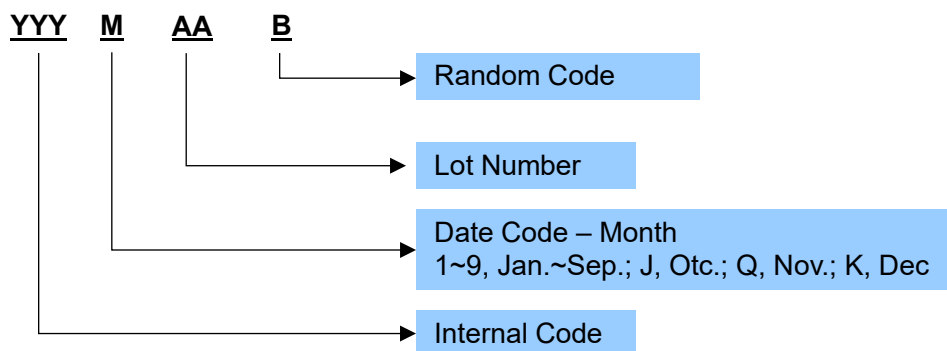 YYY M AA B
Random Code
Lot Number
Date Code – Month
1~9, Jan.~Sep.; J, Otc.; Q, Nov.; K, Dec
Internal Code